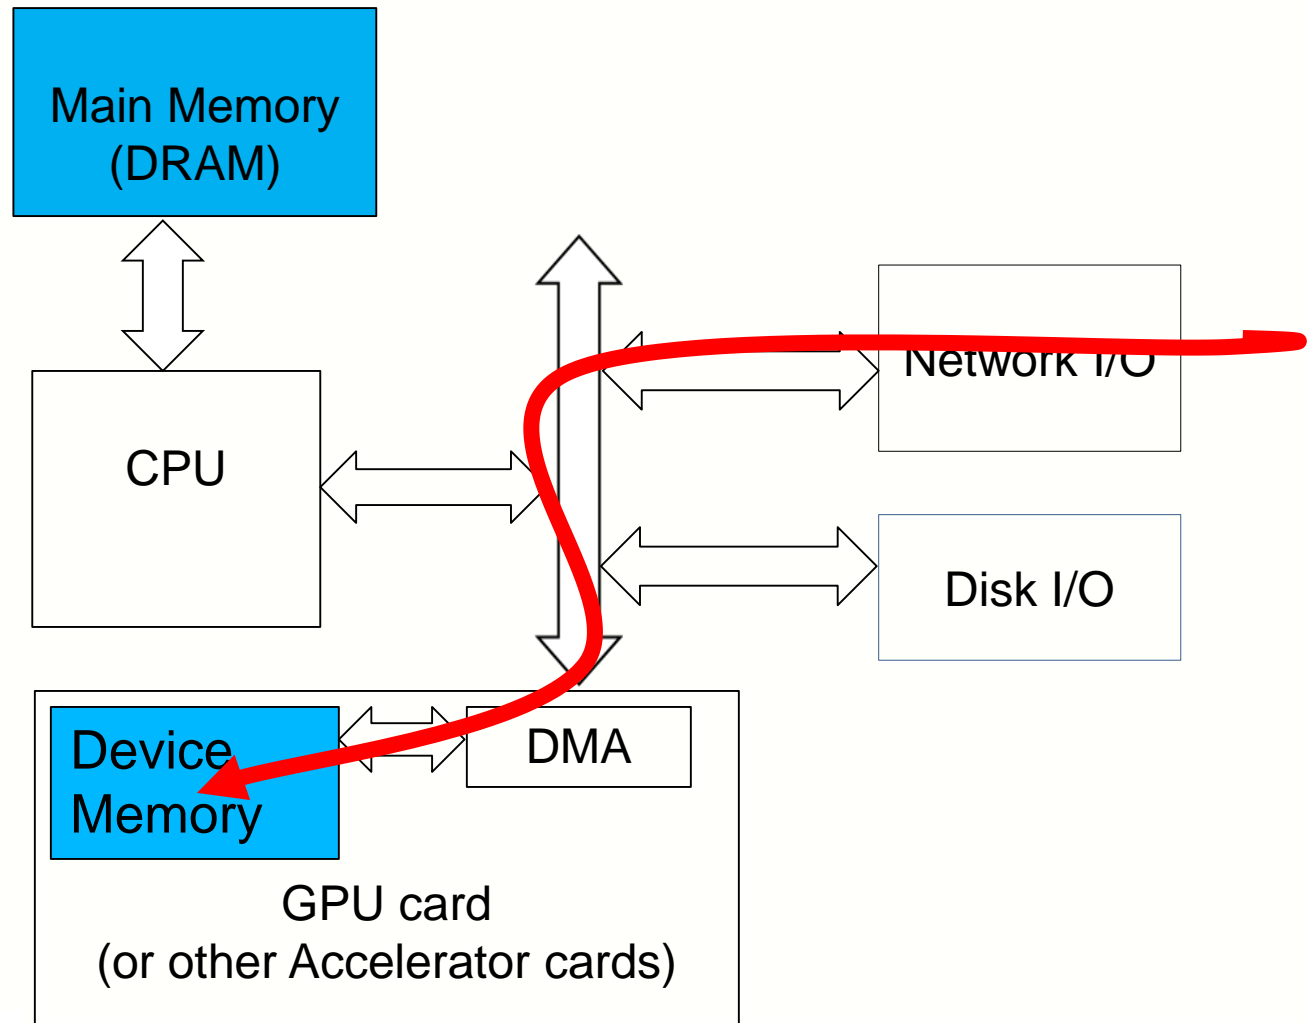 Main Memory
(DRAM)
Network I/O
CPU
Disk I/O
Device
Memory
DMA
GPU card
(or other Accelerator cards)